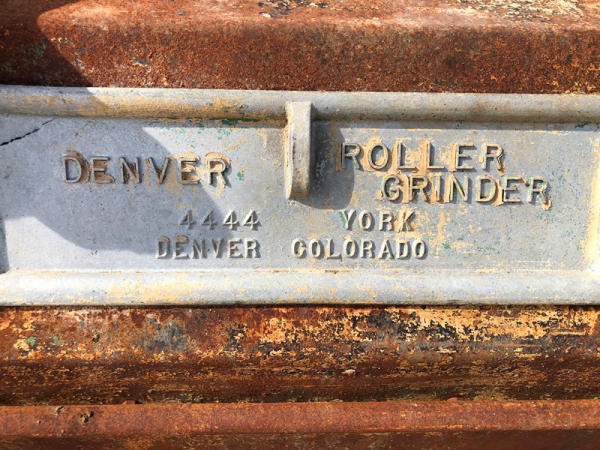 DENVER ROLLER
GRINDER
4444 YORK
DENVER COLORADO